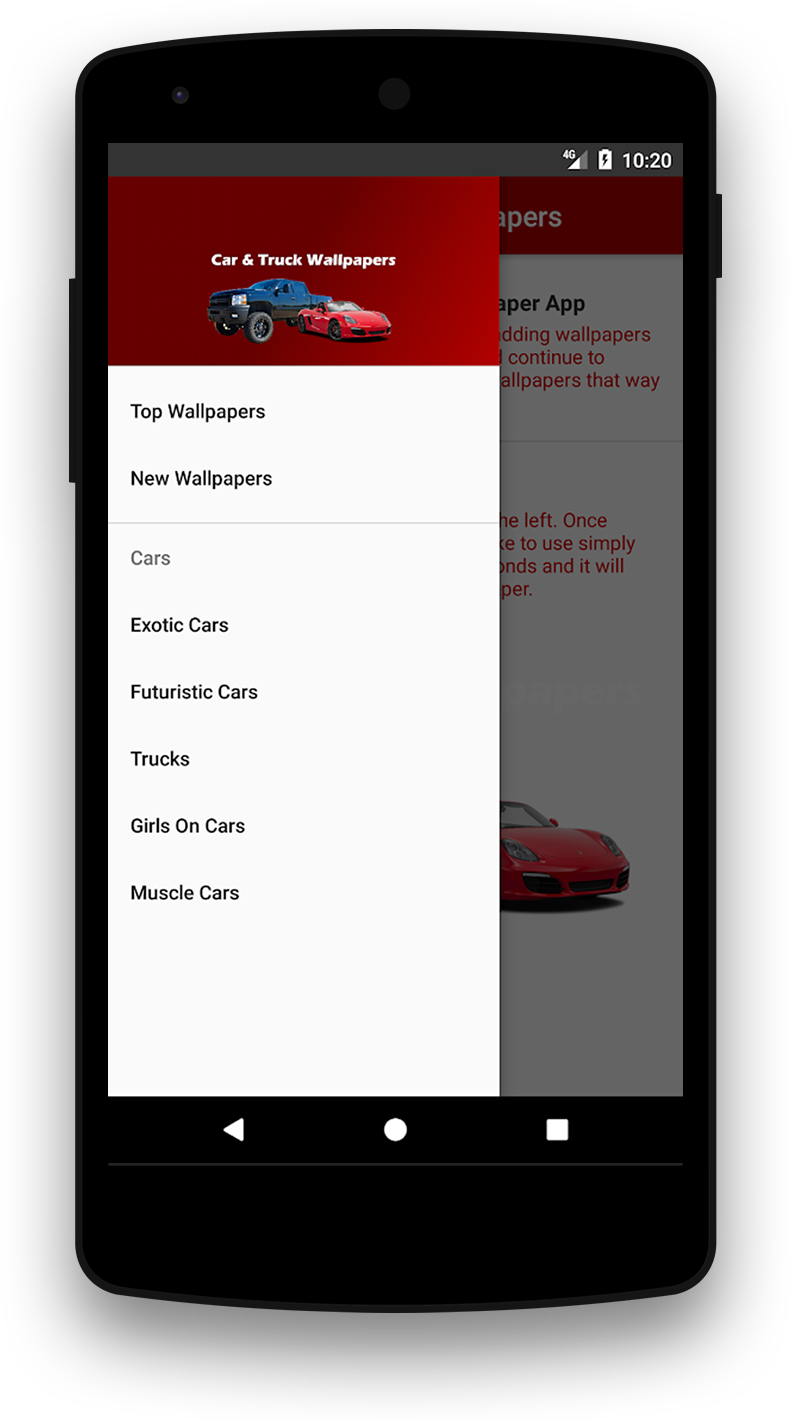 4G 10:20
apers
Car & Truck Wallpapers
aper App
dding wallpapers
continue to
allpapers that way
Top Wallpapers
New Wallpapers
he left. Once
ke to use simply
onds and it will
per.
Cars
Exotic Cars
Futuristic Cars
papers
Trucks
Girls On Cars
Muscle Cars